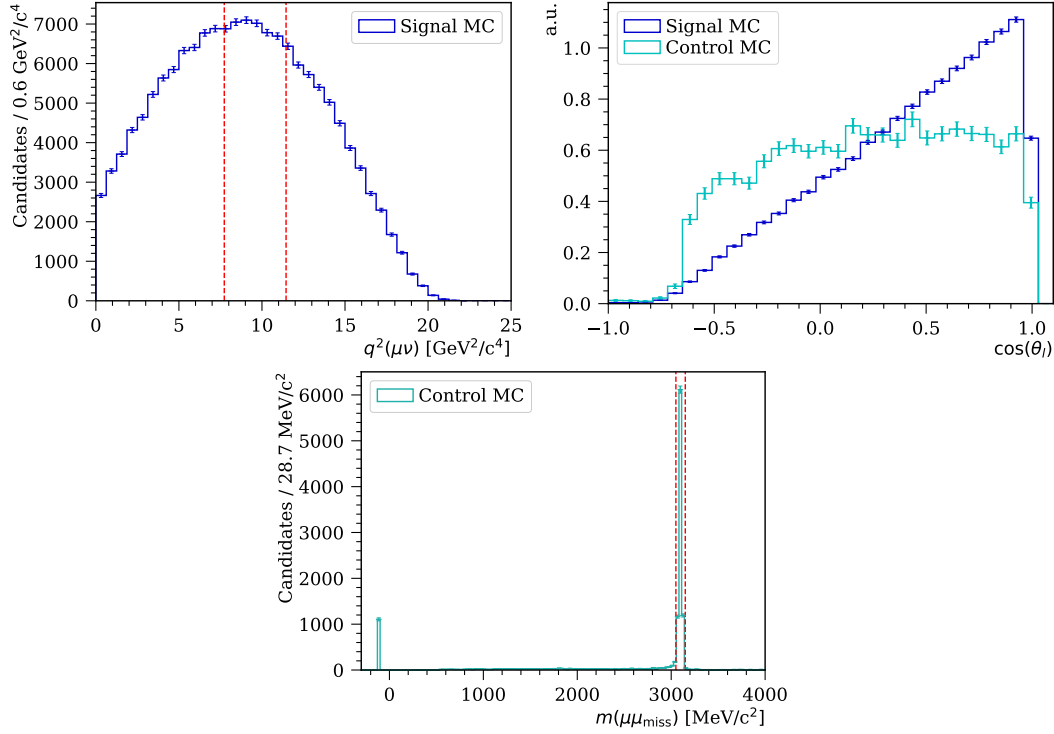 Candidates / 0.6 GeV²/c⁴
7000
6000
5000
4000
3000
2000
1000
0
Signal MC
0 5 10 15 20 25
q²(μν) [GeV²/c⁴]
a.u.
1.0
0.8
0.6
0.4
0.2
0.0
Signal MC
Control MC
−1.0 −0.5 0.0 0.5 1.0
cos(θₗ)
Candidates / 28.7 MeV/c²
6000
5000
4000
3000
2000
1000
0
Control MC
0 1000 2000 3000 4000
m(μμmiss) [MeV/c²]